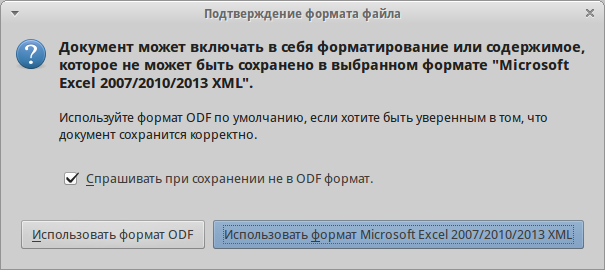 Подтверждение формата файла
Документ может включать в себя форматирование или содержимое,
которое не может быть сохранено в выбранном формате "Microsoft
Excel 2007/2010/2013 XML".
Используйте формат ODF по умолчанию, если хотите быть уверенным в том, что
документ сохранится корректно.
Спрашивать при сохранении не в ODF формат.
Использовать формат ODF
Использовать формат Microsoft Excel 2007/2010/2013 XML